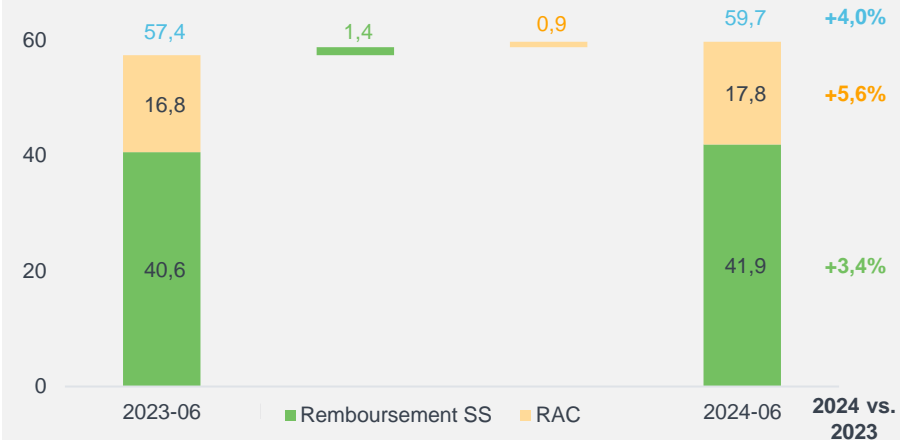 57,4 1,4 0,9 59,7 +4,0%
60
16,8 17,8 +5,6%
40
40,6 41,9 +3,4%
20
0
2023-06 Remboursement SS RAC 2024-06 2024 vs.
2023